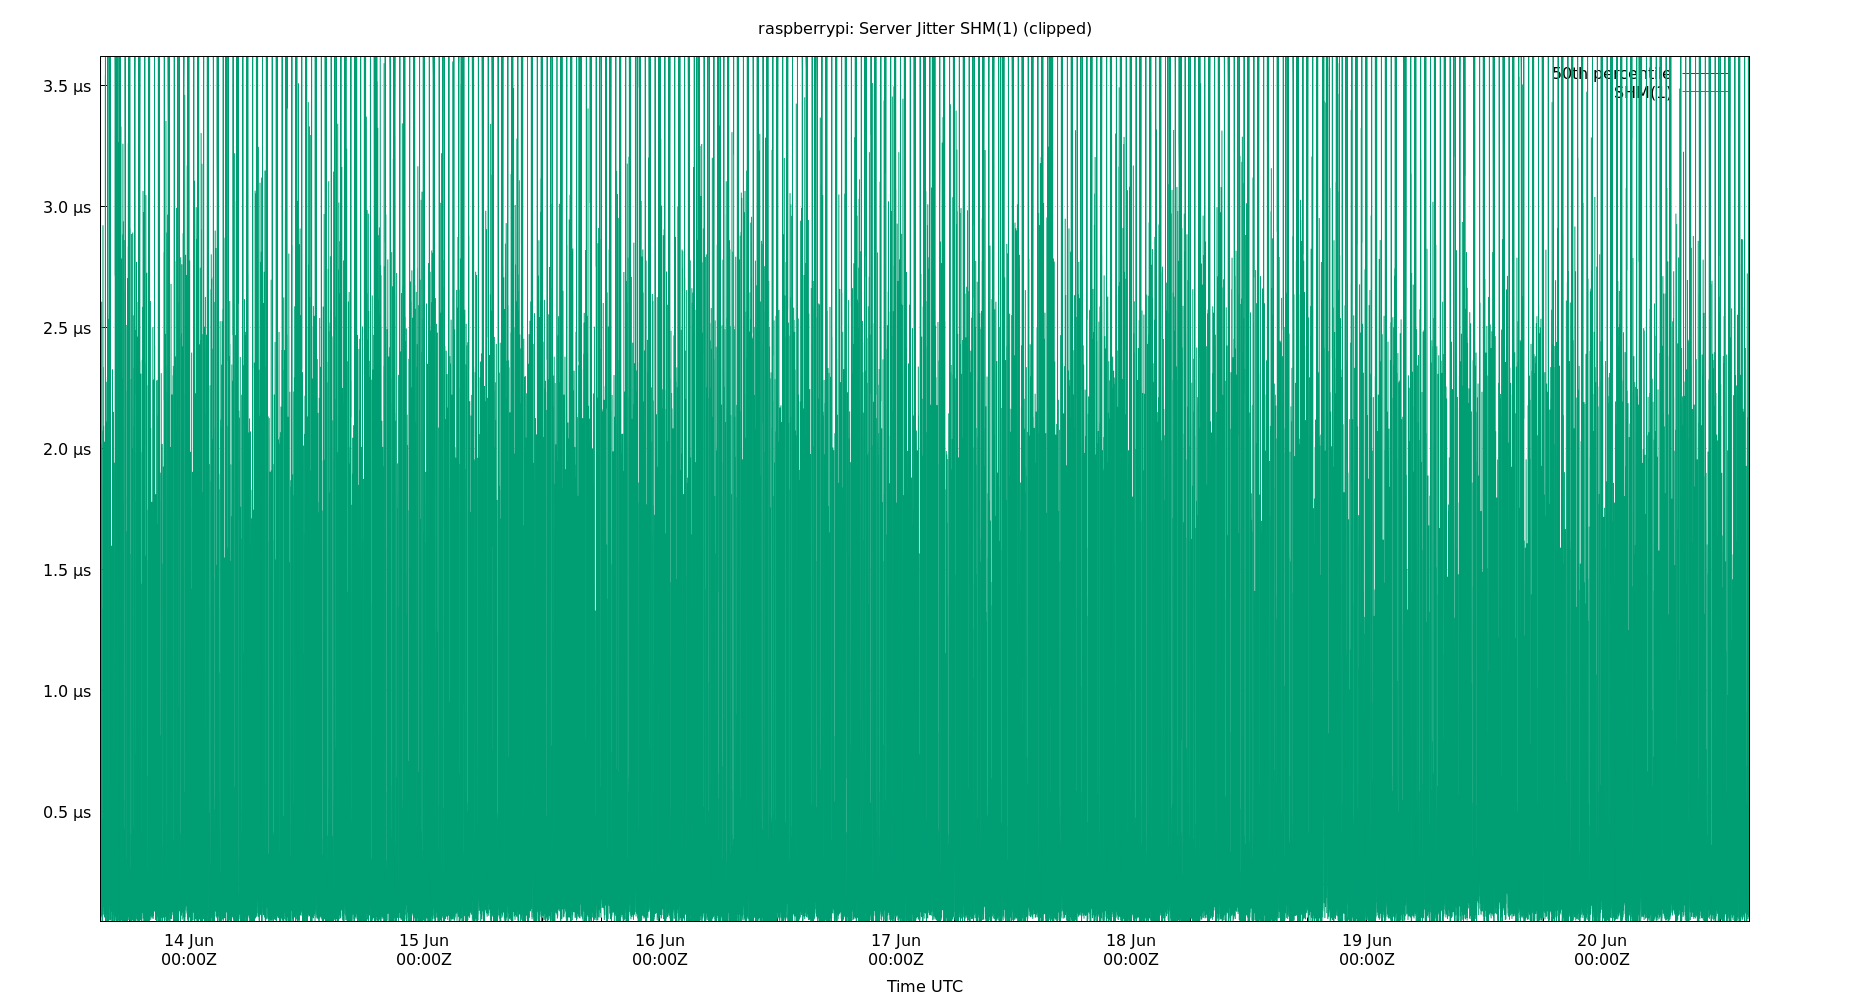 raspberrypi: Server Jitter SHM(1) (clipped)
50th percentile
SHM(1)
3.5 µs
3.0 µs
2.5 µs
2.0 µs
1.5 µs
1.0 µs
0.5 µs
14 Jun 15 Jun 16 Jun 17 Jun 18 Jun 19 Jun 20 Jun
00:00Z 00:00Z 00:00Z 00:00Z 00:00Z 00:00Z 00:00Z
Time UTC